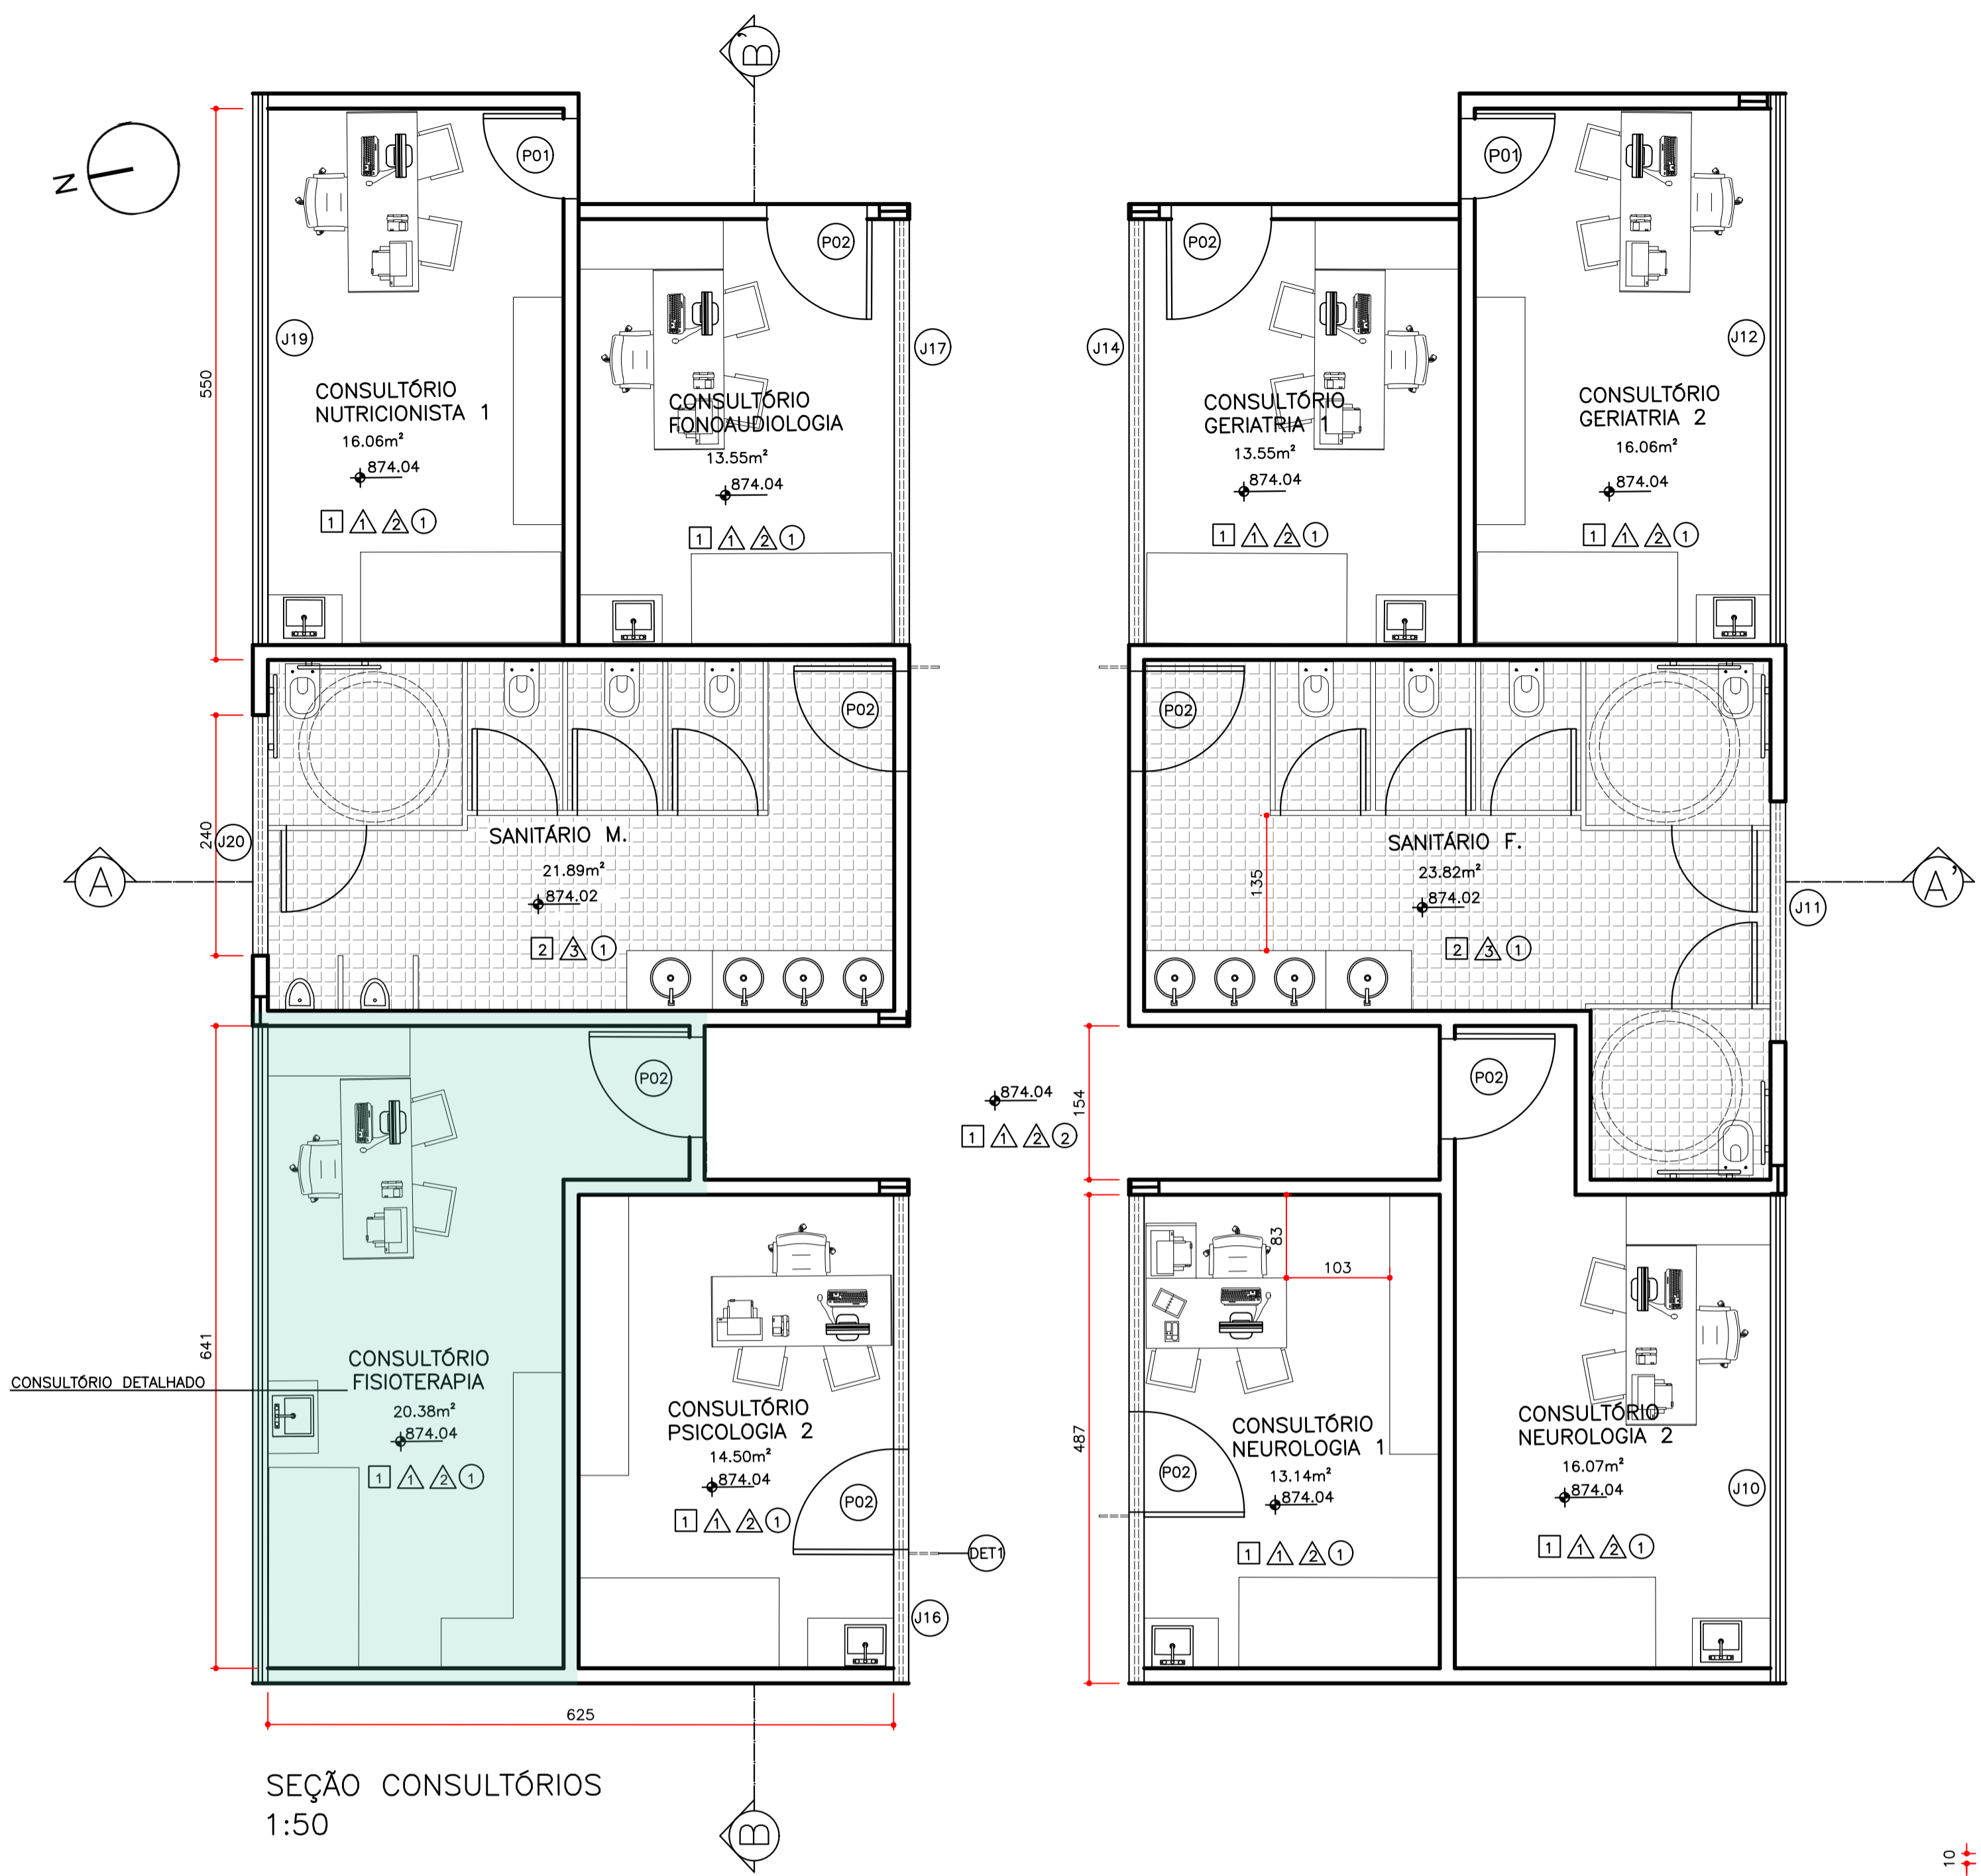 B'
N
P01
P01
P02
P02
J19
J17
J14
J12
550
CONSULTÓRIO
NUTRICIONISTA 1
16.06m²
874.04
1 1 2 1
CONSULTÓRIO
FONOAUDIOLOGIA
13.55m²
874.04
1 1 2 1
CONSULTÓRIO
GERIATRIA 1
13.55m²
874.04
1 1 2 1
CONSULTÓRIO
GERIATRIA 2
16.06m²
874.04
1 1 2 1
P02
P02
240
J20
A
SANITÁRIO M.
21.89m²
874.02
2 3 1
135
SANITÁRIO F.
23.82m²
874.02
2 3 1
A'
J11
P02
874.04
1 1 2 2
154
P02
641
CONSULTÓRIO DETALHADO
CONSULTÓRIO
FISIOTERAPIA
20.38m²
874.04
1 1 2 1
CONSULTÓRIO
PSICOLOGIA 2
14.50m²
874.04
1 1 2 1
P02
DET1
J16
83
103
487
P02
CONSULTÓRIO
NEUROLOGIA 1
13.14m²
874.04
1 1 2 1
CONSULTÓRIO
NEUROLOGIA 2
16.07m²
874.04
1 1 2 1
J10
625
SEÇÃO CONSULTÓRIOS
1:50
B
10